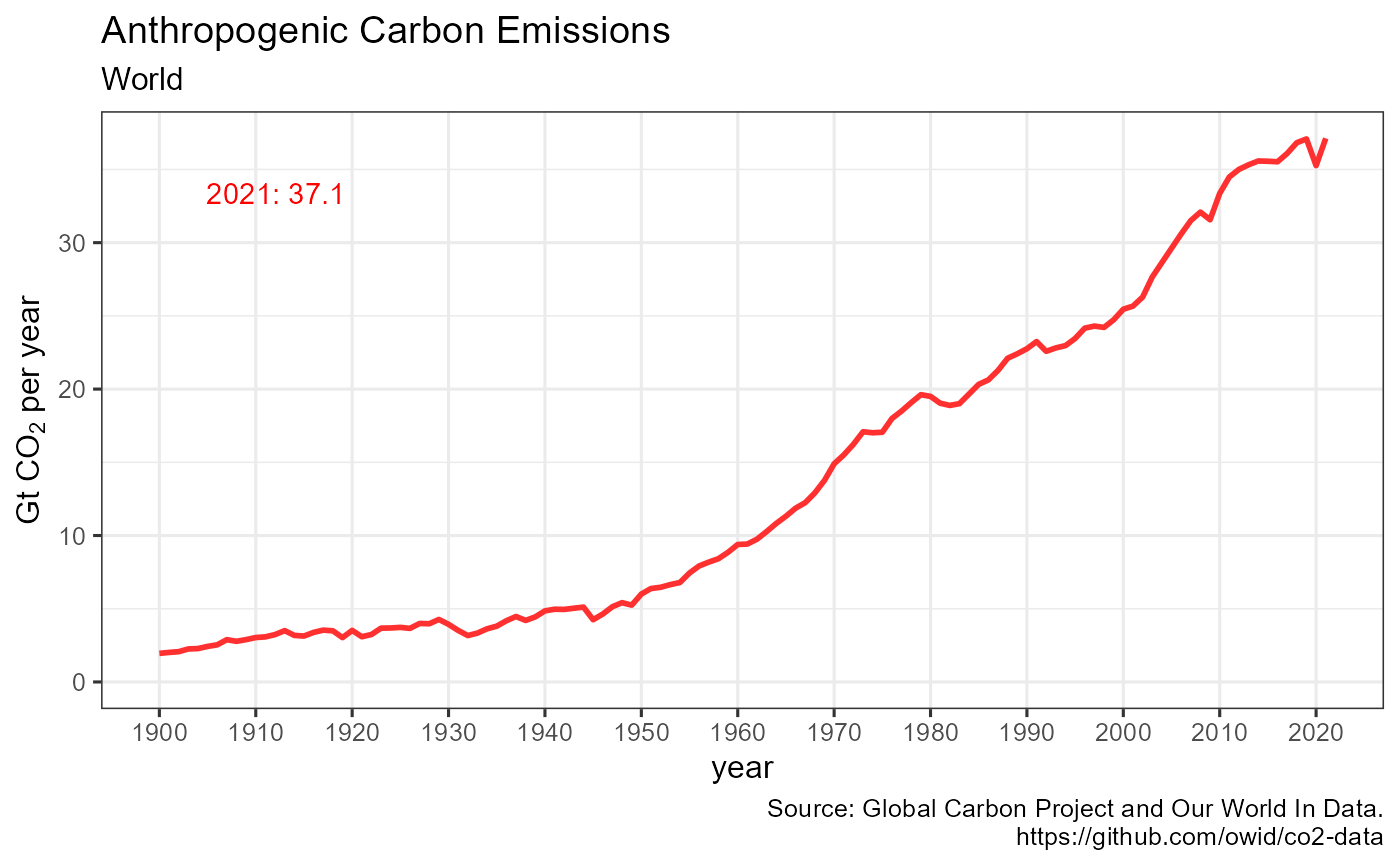 Anthropogenic Carbon Emissions
World
2021: 37.1
Gt CO₂ per year
30
20
10
0
1900 1910 1920 1930 1940 1950 1960 1970 1980 1990 2000 2010 2020
year
Source: Global Carbon Project and Our World In Data.
https://github.com/owid/co2-data